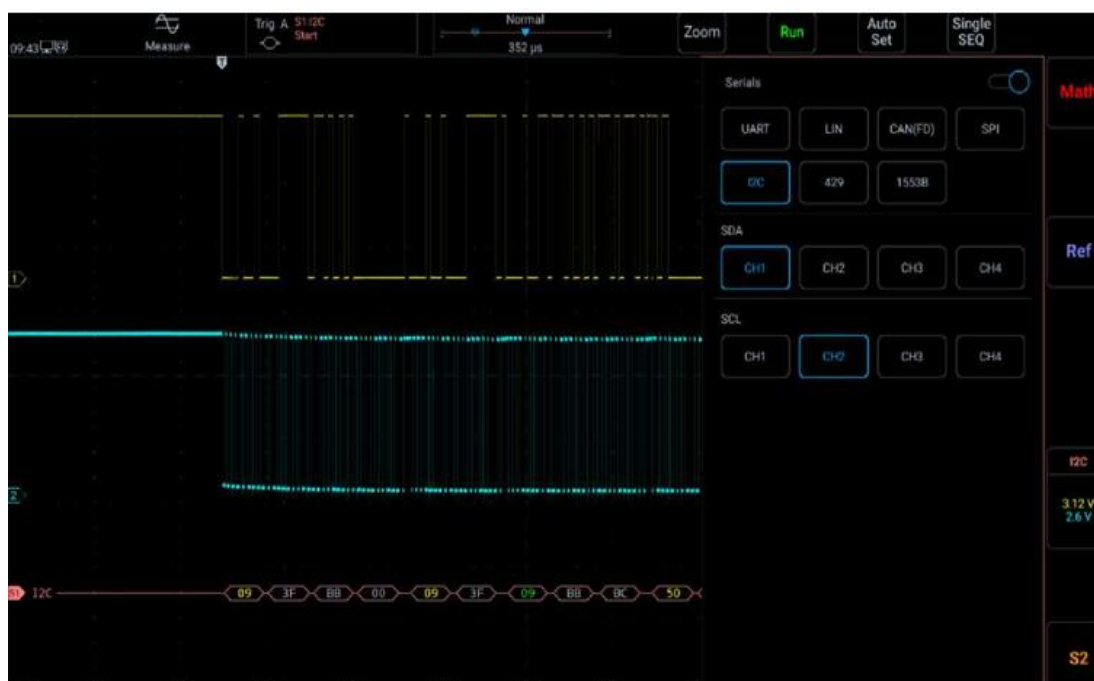 09:43
Measure
Trig A S1:I2C
Start
Normal
352 μs
Zoom
Run
Auto
Set
Single
SEQ
T
Serials
UART LIN CAN(FD) SPI
I2C 429 1553B
SDA
CH1 CH2 CH3 CH4
SCL
CH1 CH2 CH3 CH4
Math
Ref
I2C
3.12 V
2.6 V
S2
1
2
S1 I2C
09 3F BB 00 09 3F 09 BB BC 50